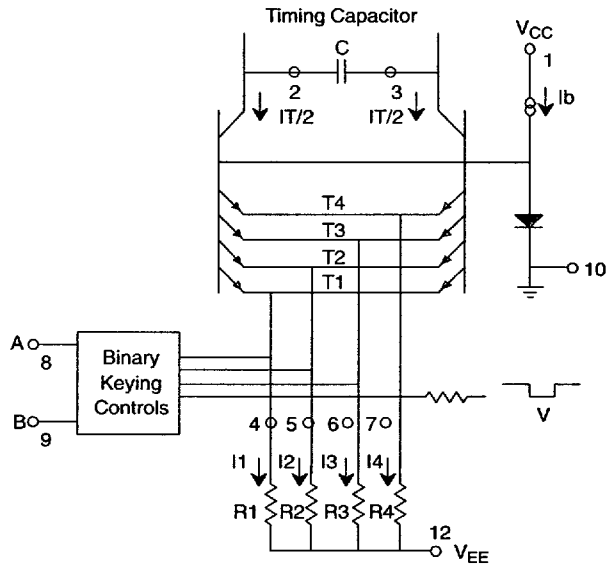 Timing Capacitor
C
2
3
IT/2
IT/2
VCC
1
Ib
T4
T3
T2
T1
10
A
8
B
9
Binary
Keying
Controls
4
5
6
7
V
I1
I2
I3
I4
R1
R2
R3
R4
12
VEE